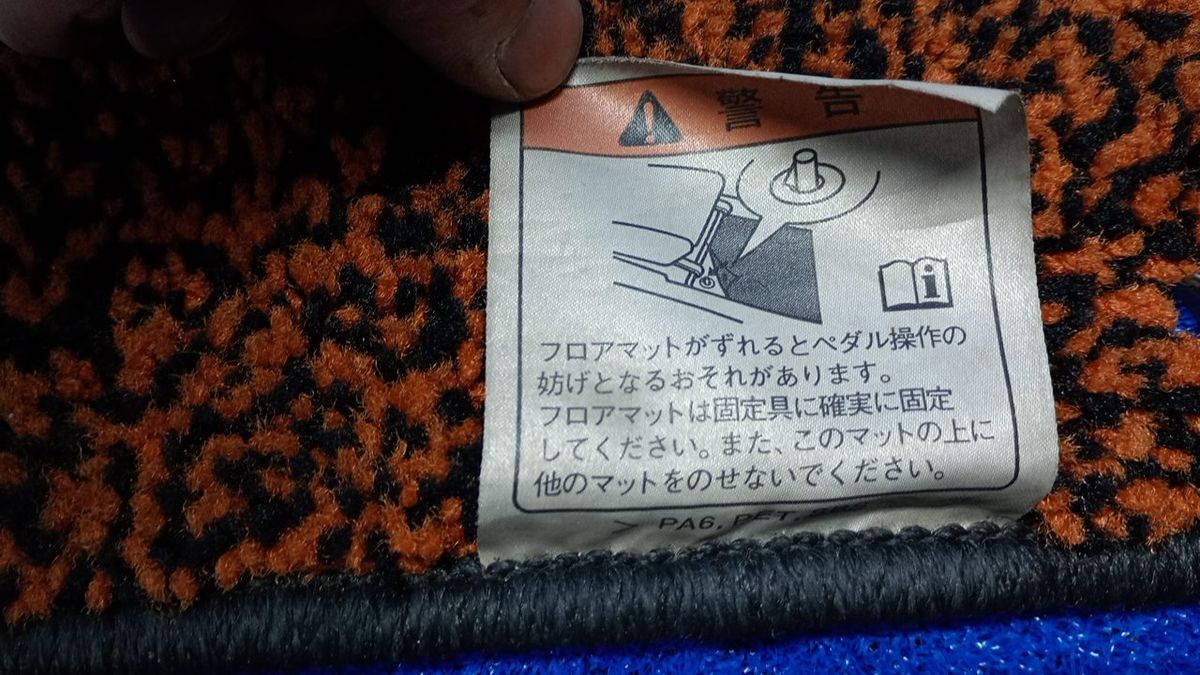 警告
フロアマットがずれるとペダル操作の
妨げとなるおそれがあります。
フロアマットは固定具に確実に固定
してください。また、このマットの上に
他のマットをのせないでください。
> PA6, PET,